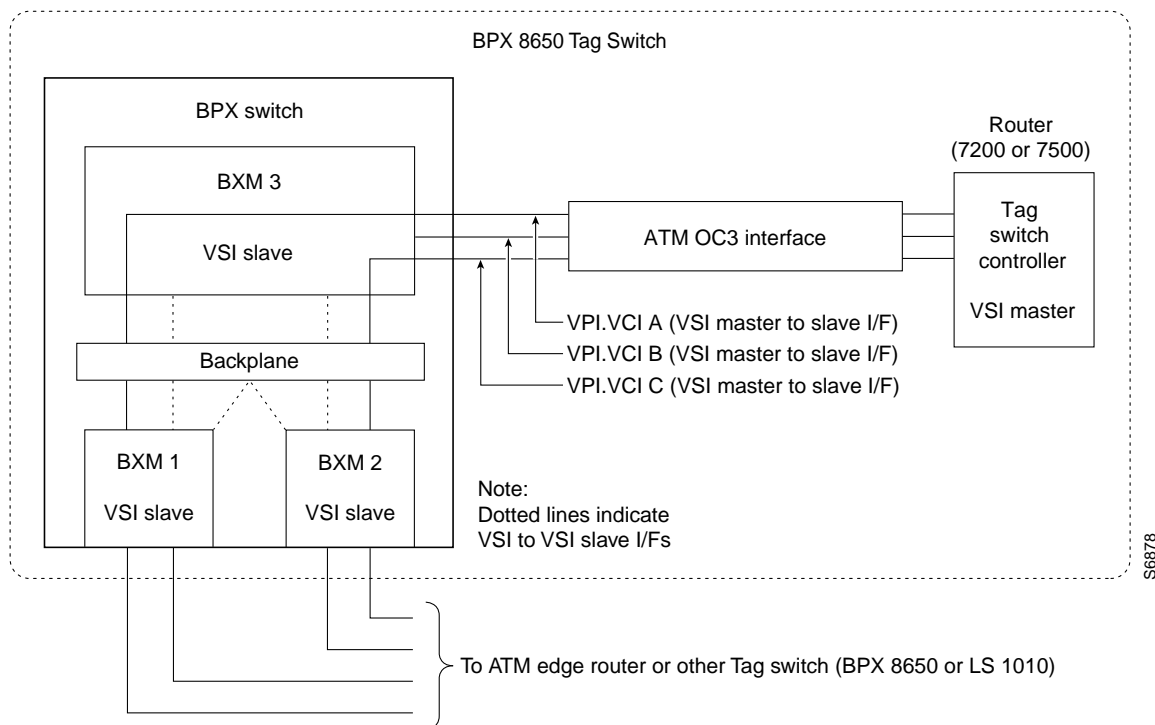 BPX 8650 Tag Switch
BPX switch
Router
(7200 or 7500)
BXM 3
VSI slave
ATM OC3 interface
Tag
switch
controller
VSI master
VPI.VCI A (VSI master to slave I/F)
VPI.VCI B (VSI master to slave I/F)
VPI.VCI C (VSI master to slave I/F)
Backplane
BXM 1
VSI slave
BXM 2
VSI slave
Note:
Dotted lines indicate
VSI to VSI slave I/Fs
S6878
To ATM edge router or other Tag switch (BPX 8650 or LS 1010)